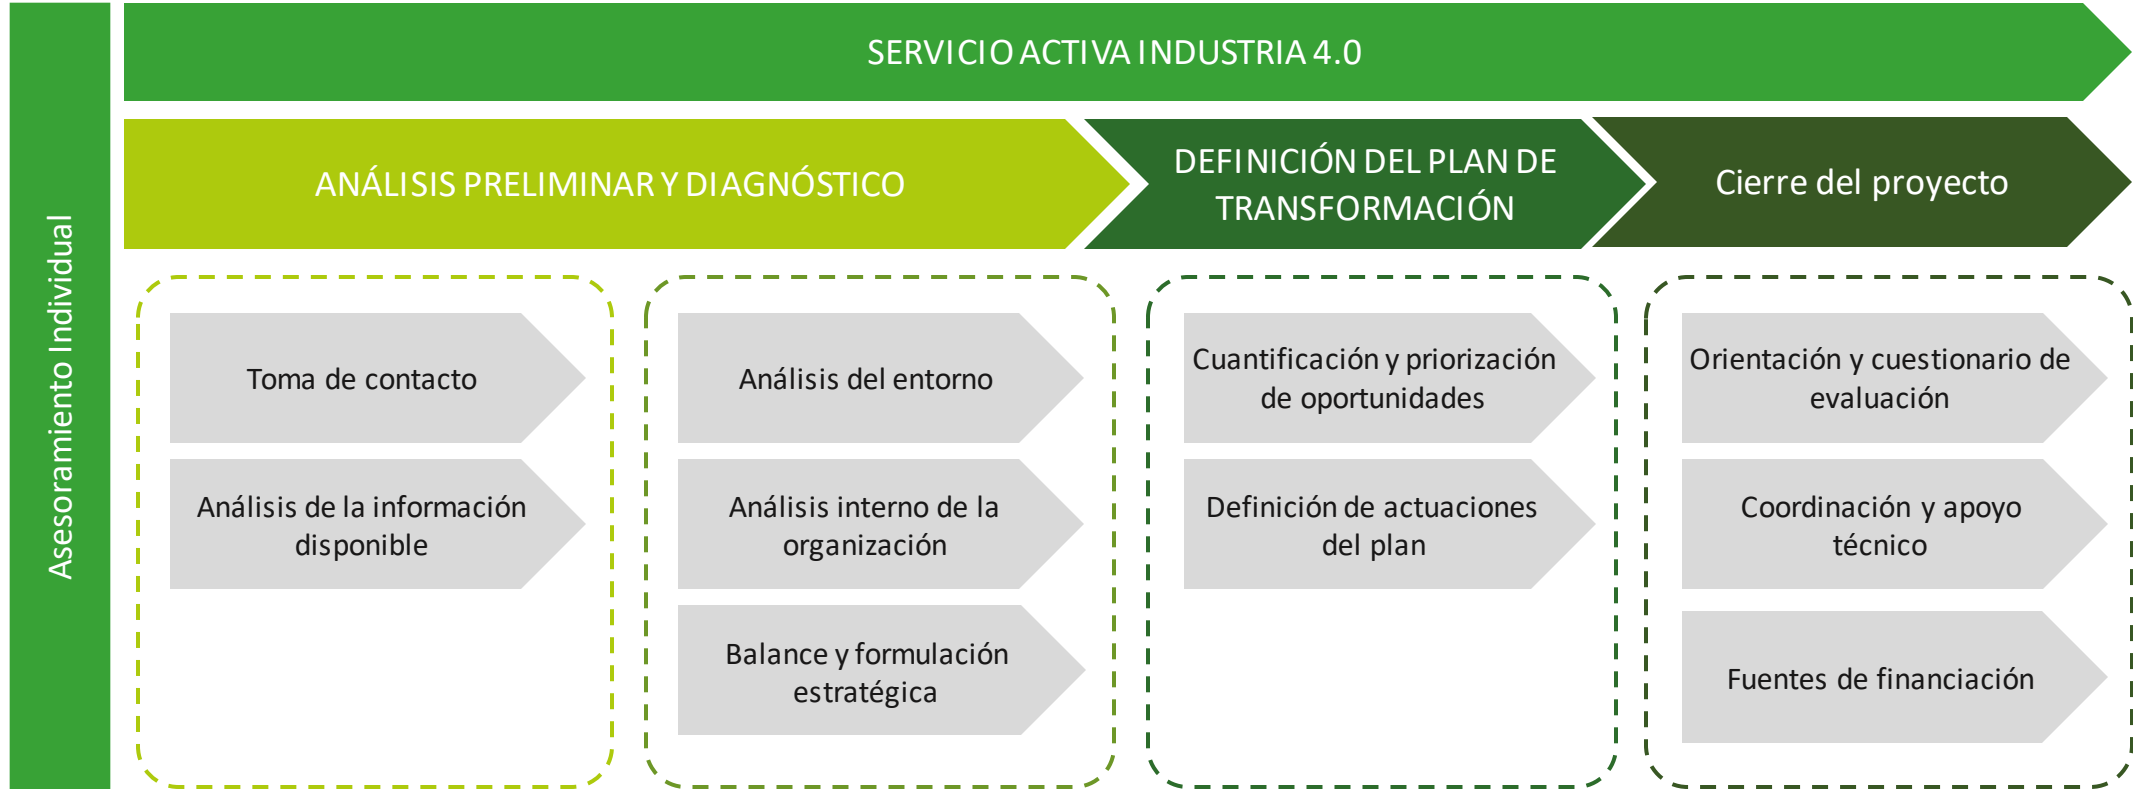 SERVICIO ACTIVA INDUSTRIA 4.0
Asesoramiento Individual
ANÁLISIS PRELIMINAR Y DIAGNÓSTICO
DEFINICIÓN DEL PLAN DE
TRANSFORMACIÓN
Cierre del proyecto
Toma de contacto
Análisis de la información
disponible
Análisis del entorno
Análisis interno de la
organización
Balance y formulación
estratégica
Cuantificación y priorización
de oportunidades
Definición de actuaciones
del plan
Orientación y cuestionario de
evaluación
Coordinación y apoyo
técnico
Fuentes de financiación